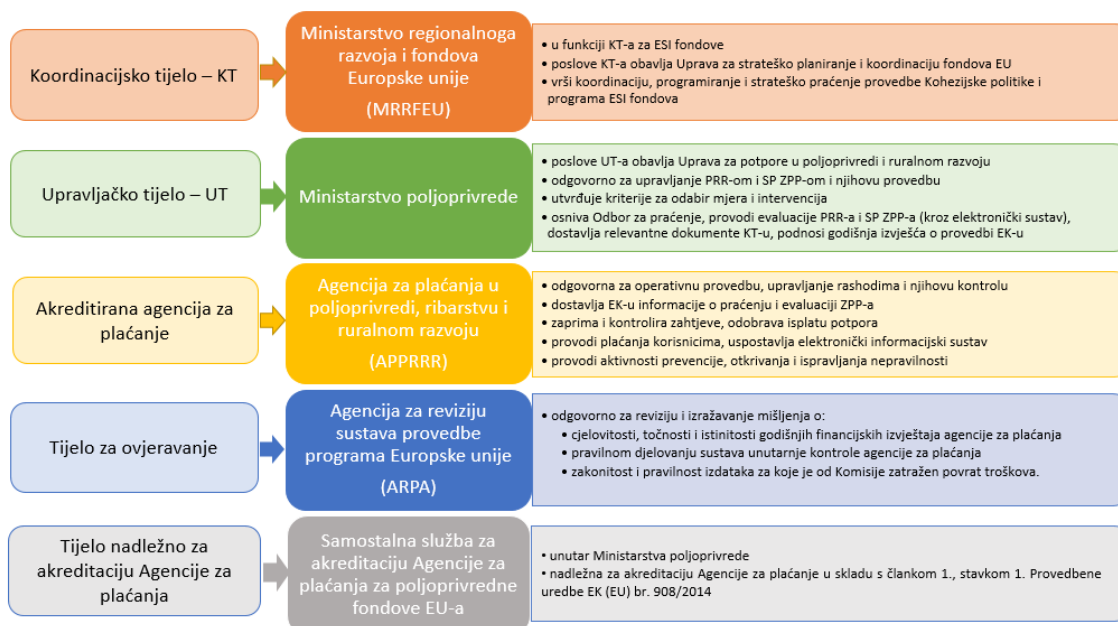 Koordinacijsko tijelo – KT
Ministarstvo regionalnoga
razvoja i fondova
Europske unije
(MRRFEU)
• u funkciji KT-a za ESI fondove
• poslove KT-a obavlja Uprava za strateško planiranje i koordinaciju fondova EU
• vrši koordinaciju, programiranje i strateško praćenje provedbe Kohezijske politike i
programa ESI fondova
Upravljačko tijelo – UT
Ministarstvo poljoprivrede
• poslove UT-a obavlja Uprava za potpore u poljoprivredi i ruralnom razvoju
• odgovorno za upravljanje PRR-om i SP ZPP-om i njihovu provedbu
• utvrđuje kriterije za odabir mjera i intervencija
• osniva Odbor za praćenje, provodi evaluacije PRR-a i SP ZPP-a (kroz elektronički sustav),
dostavlja relevantne dokumente KT-u, podnosi godišnja izvješća o provedbi EK-u
Akreditirana agencija za
plaćanje
Agencija za plaćanja u
poljoprivredi, ribarstvu i
ruralnom razvoju
(APPRRR)
• odgovorna za operativnu provedbu, upravljanje rashodima i njihovu kontrolu
• dostavlja EK-u informacije o praćenju i evaluaciji ZPP-a
• zaprima i kontrolira zahtjeve, odobrava isplatu potpora
• provodi plaćanja korisnicima, uspostavlja elektronički informacijski sustav
• provodi aktivnosti prevencije, otkrivanja i ispravljanja nepravilnosti
Tijelo za ovjeravanje
Agencija za reviziju
sustava provedbe
programa Europske unije
(ARPA)
• odgovorno za reviziju i izražavanje mišljenja o:
• cjelovitosti, točnosti i istinitosti godišnjih financijskih izvještaja agencije za plaćanja
• pravilnom djelovanju sustava unutarnje kontrole agencije za plaćanja
• zakonitost i pravilnost izdataka za koje je od Komisije zatražen povrat troškova.
Tijelo nadležno za
akreditaciju Agencije za
plaćanja
Samostalna služba za
akreditaciju Agencije za
plaćanja za poljoprivredne
fondove EU-a
• unutar Ministarstva poljoprivrede
• nadležna za akreditaciju Agencije za plaćanje u skladu s člankom 1., stavkom 1. Provedbene
uredbe EK (EU) br. 908/2014